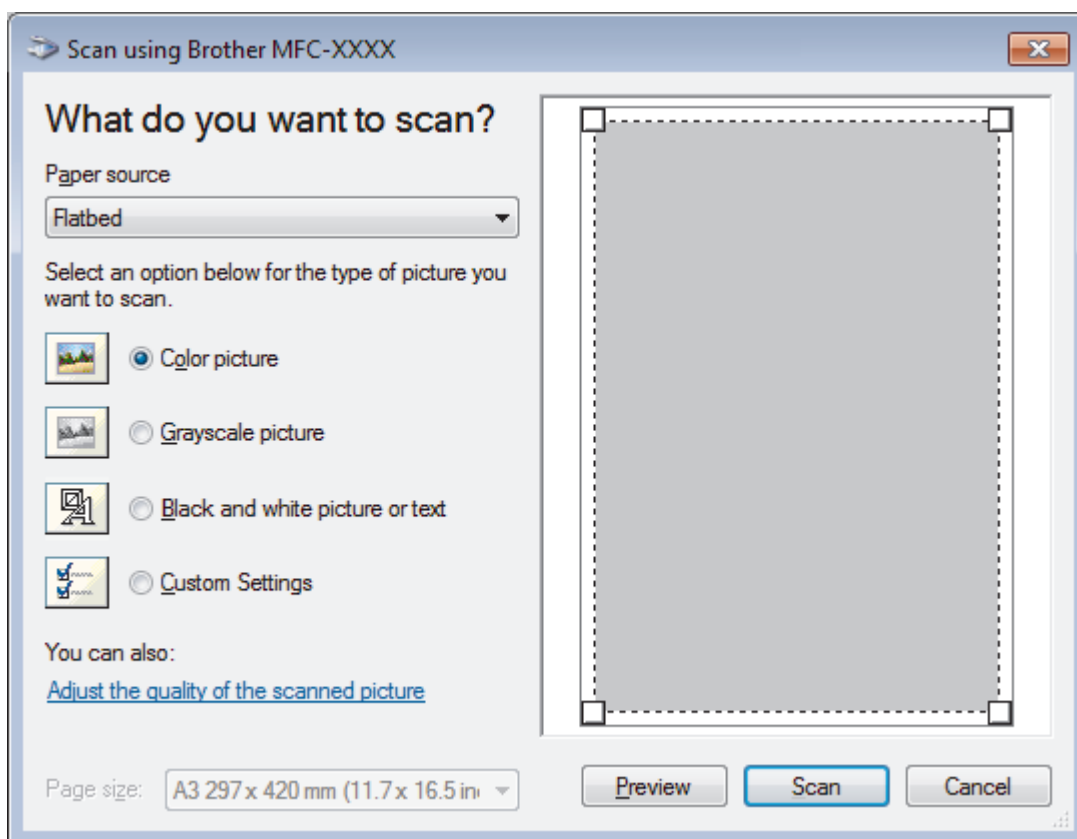 Scan using Brother MFC-XXXX
What do you want to scan?
Paper source
Flatbed
Select an option below for the type of picture you
want to scan.
Color picture
Grayscale picture
Black and white picture or text
Custom Settings
You can also:
Adjust the quality of the scanned picture
Page size: A3 297 x 420 mm (11.7 x 16.5 in
Preview Scan Cancel